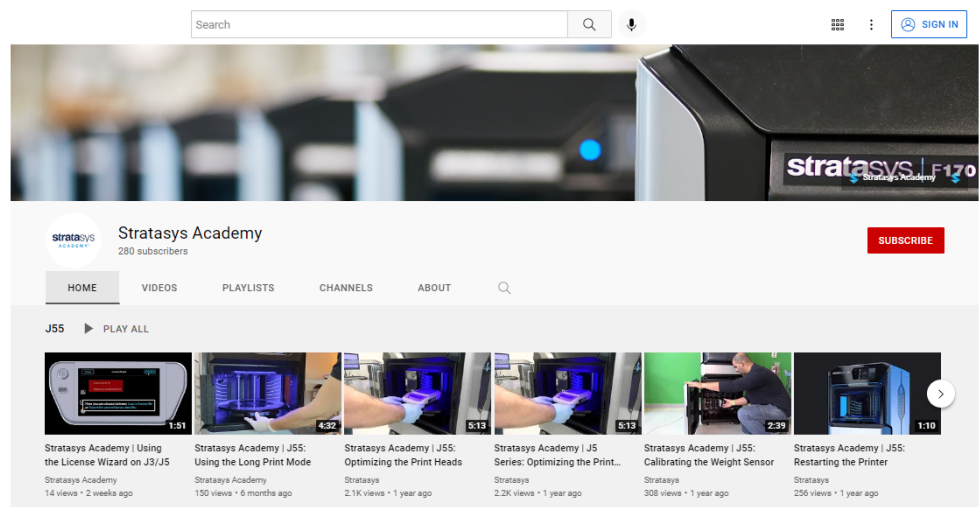 Search
SIGN IN
stratasys F170
Stratasys Academy
stratasys
ACADEMY
Stratasys Academy
280 subscribers
SUBSCRIBE
HOME VIDEOS PLAYLISTS CHANNELS ABOUT
J55 PLAY ALL
1:51
4:32
5:13
5:13
2:39
1:10
Stratasys Academy | Using
the License Wizard on J3/J5
Stratasys Academy
14 views • 2 weeks ago
Stratasys Academy | J55:
Using the Long Print Mode
Stratasys Academy
150 views • 6 months ago
Stratasys Academy | J55:
Optimizing the Print Heads
Stratasys
2.1K views • 1 year ago
Stratasys Academy | J5
Series: Optimizing the Print...
Stratasys
2.2K views • 1 year ago
Stratasys Academy | J55:
Calibrating the Weight Sensor
Stratasys
308 views • 1 year ago
Stratasys Academy | J55:
Restarting the Printer
Stratasys
256 views • 1 year ago